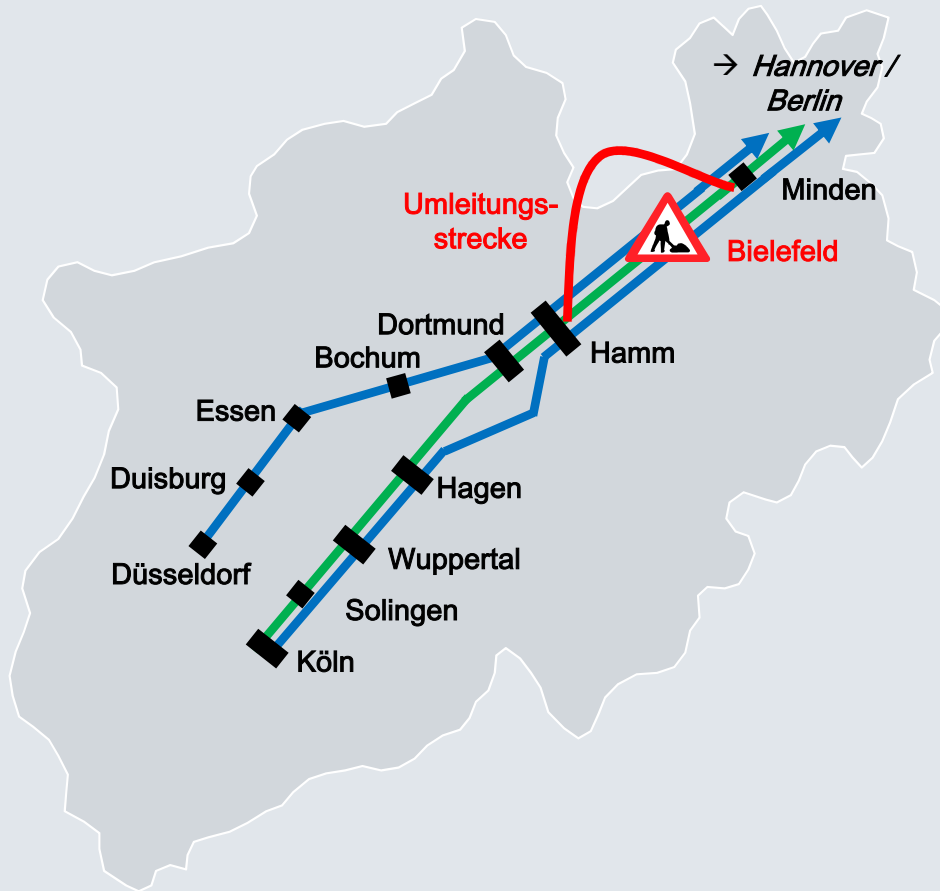 → Hannover /
Berlin
Minden
Umleitungs-
strecke
Bielefeld
Dortmund
Hamm
Bochum
Essen
Duisburg
Hagen
Düsseldorf
Wuppertal
Solingen
Köln